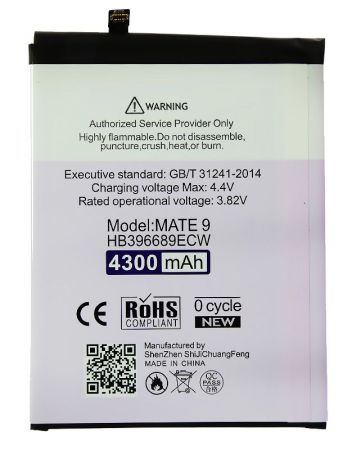 WARNING
Authorized Service Provider Only
Highly flammable.Do not disassemble,
puncture,crush,heat,or burn.
Executive standard: GB/T 31241-2014
Charging voltage Max: 4.4V
Rated operational voltage: 3.82V
Model:MATE 9
HB396689ECW
4300 mAh
CE RoHS COMPLIANT 0 cycle NEW
Manufactured by
ShenZhen ShiJiChuangFeng
MADE IN CHINA
QC PASS 合格